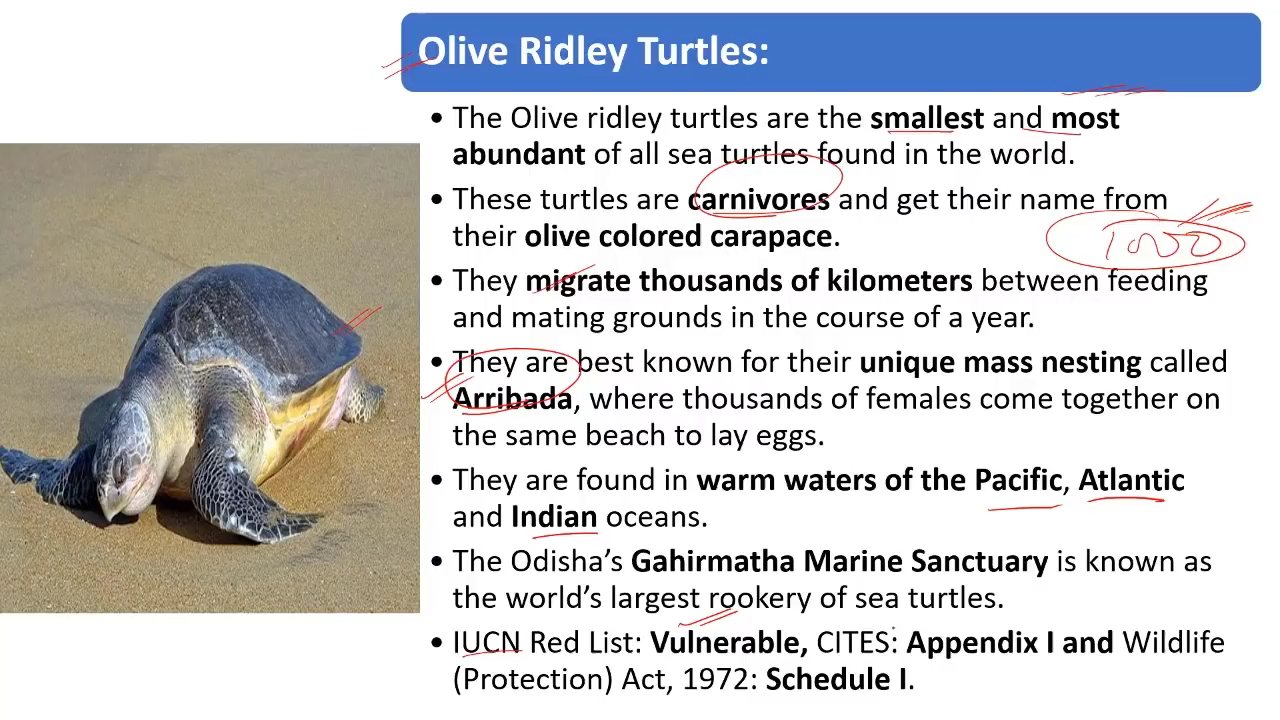 Olive Ridley Turtles:
• The Olive ridley turtles are the smallest and most
abundant of all sea turtles found in the world.
• These turtles are carnivores and get their name from
their olive colored carapace.
1000
• They migrate thousands of kilometers between feeding
and mating grounds in the course of a year.
• They are best known for their unique mass nesting called
Arribada, where thousands of females come together on
the same beach to lay eggs.
• They are found in warm waters of the Pacific, Atlantic
and Indian oceans.
• The Odisha’s Gahirmatha Marine Sanctuary is known as
the world’s largest rookery of sea turtles.
• IUCN Red List: Vulnerable, CITES: Appendix I and Wildlife
(Protection) Act, 1972: Schedule I.